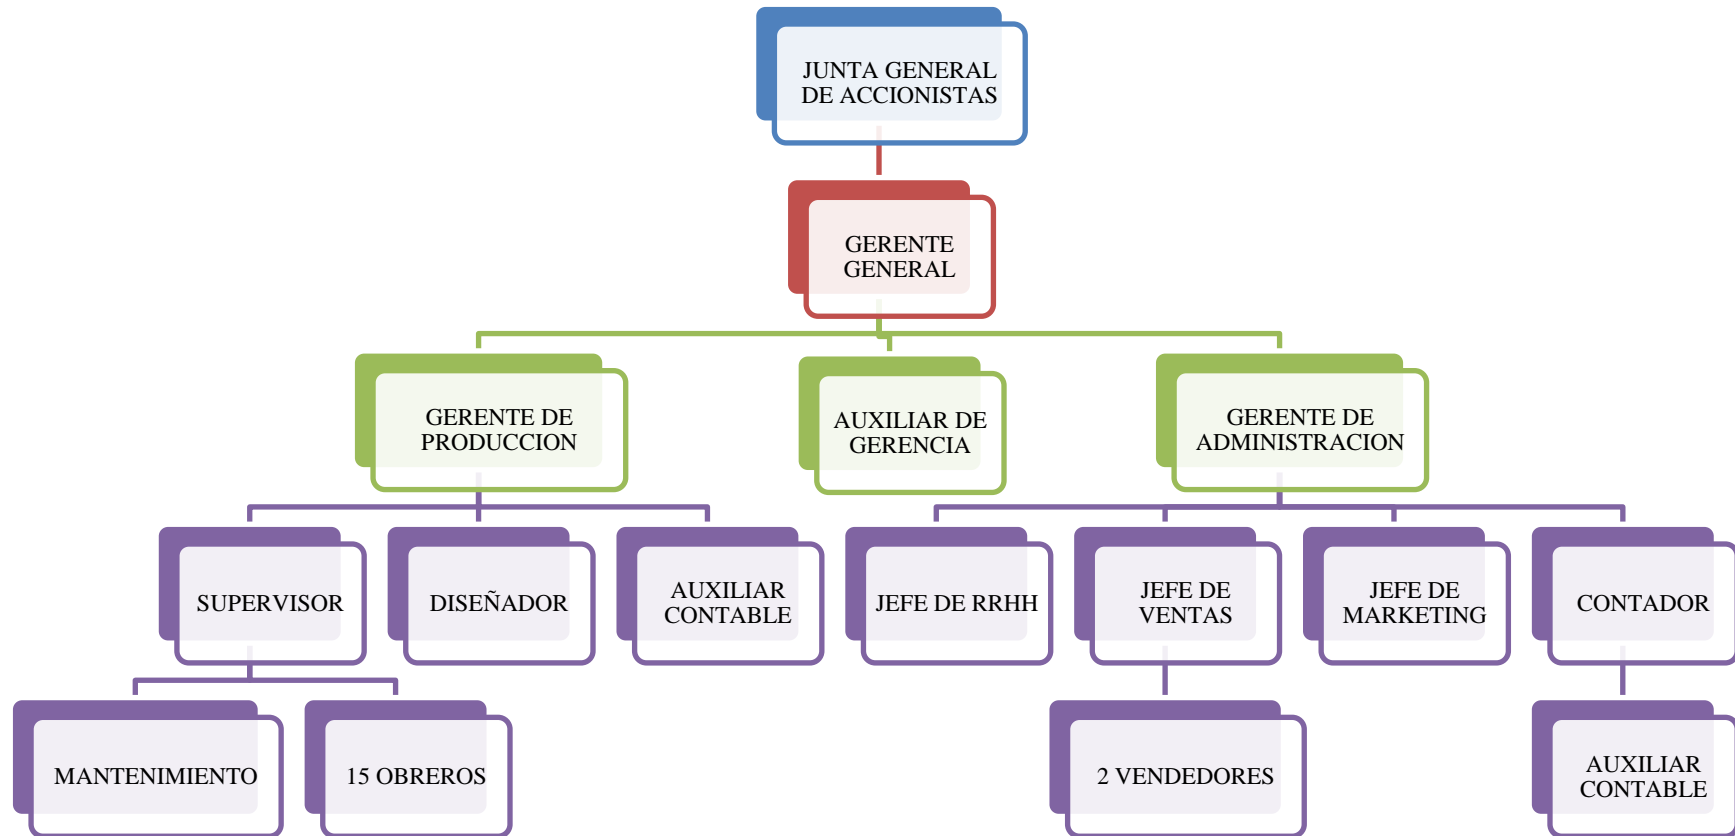 JUNTA GENERAL
DE ACCIONISTAS
GERENTE
GENERAL
GERENTE DE
PRODUCCION
AUXILIAR DE
GERENCIA
GERENTE DE
ADMINISTRACION
SUPERVISOR
DISEÑADOR
AUXILIAR
CONTABLE
JEFE DE RRHH
JEFE DE
VENTAS
JEFE DE
MARKETING
CONTADOR
MANTENIMIENTO
15 OBREROS
2 VENDEDORES
AUXILIAR
CONTABLE